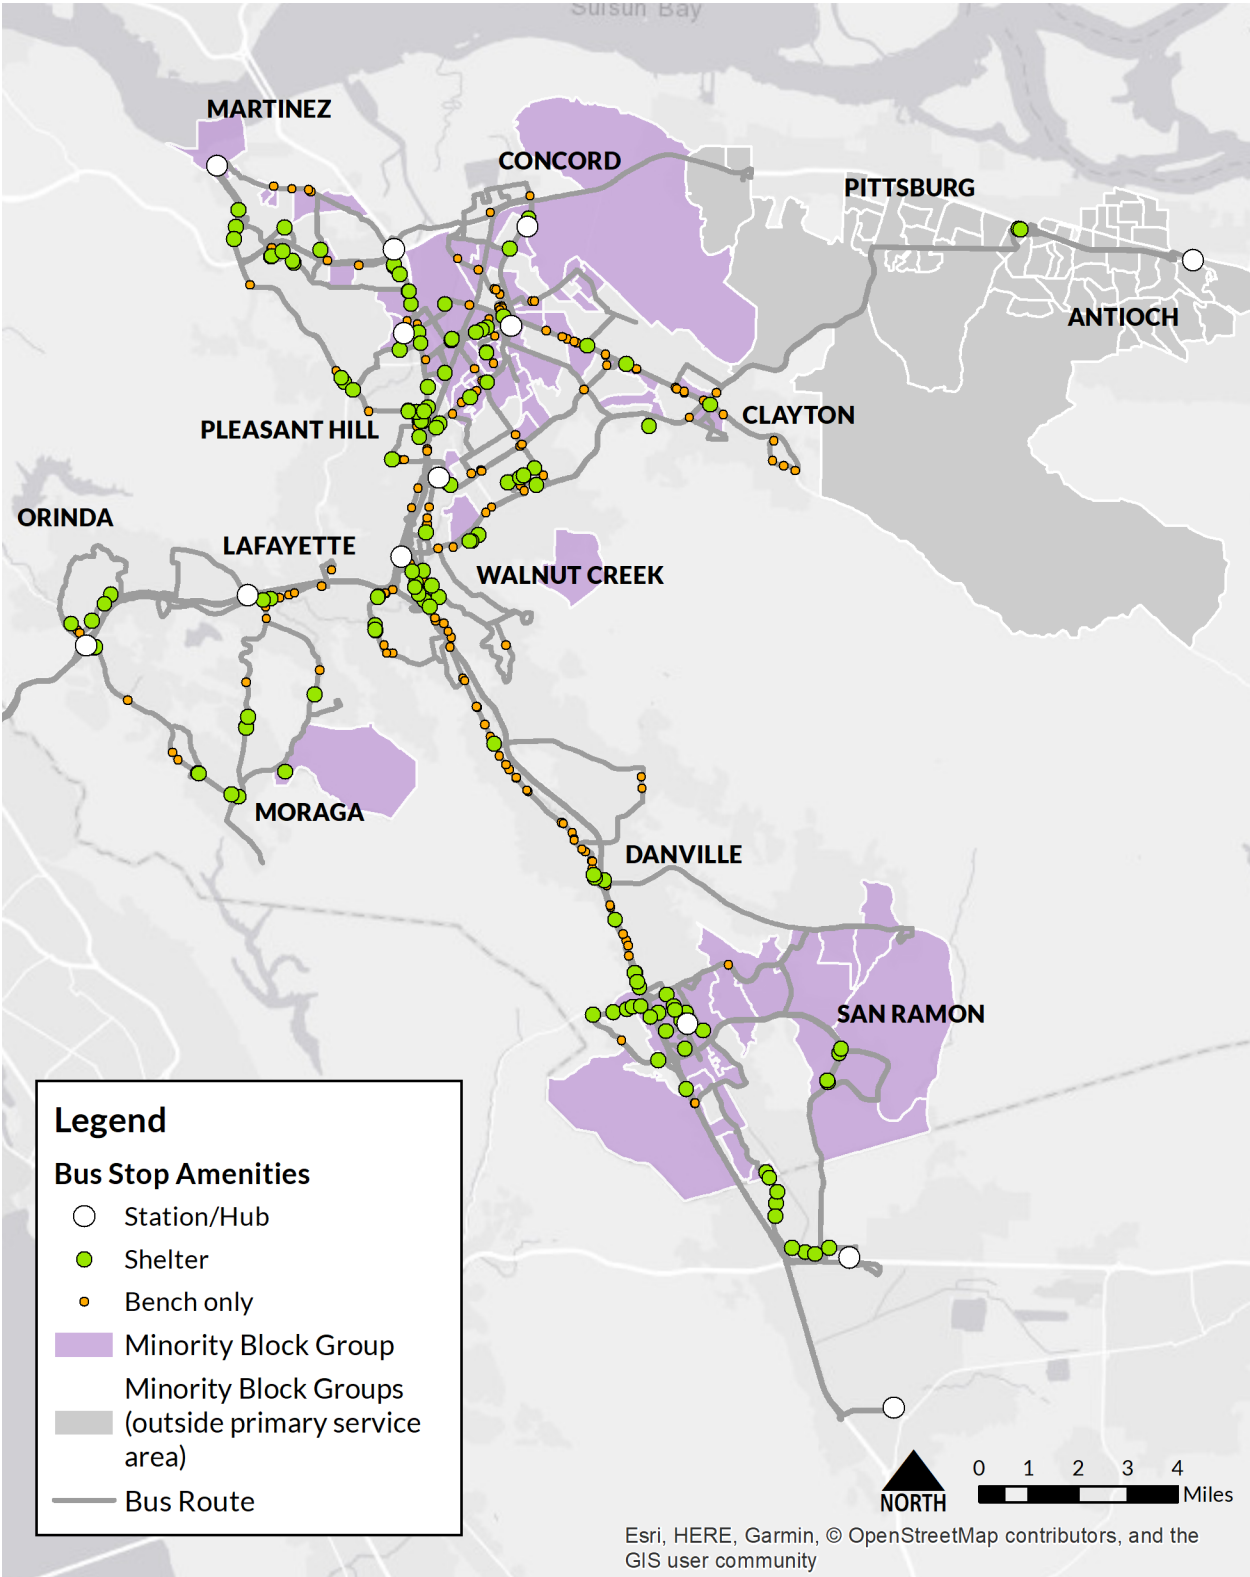 Suisun Bay
MARTINEZ
CONCORD
PITTSBURG
ANTIOCH
CLAYTON
PLEASANT HILL
ORINDA
LAFAYETTE
WALNUT CREEK
MORAGA
DANVILLE
SAN RAMON
Legend
Bus Stop Amenities
Station/Hub
Shelter
Bench only
Minority Block Group
Minority Block Groups
(outside primary service
area)
Bus Route
NORTH
0 1 2 3 4
Miles
Esri, HERE, Garmin, © OpenStreetMap contributors, and the
GIS user community